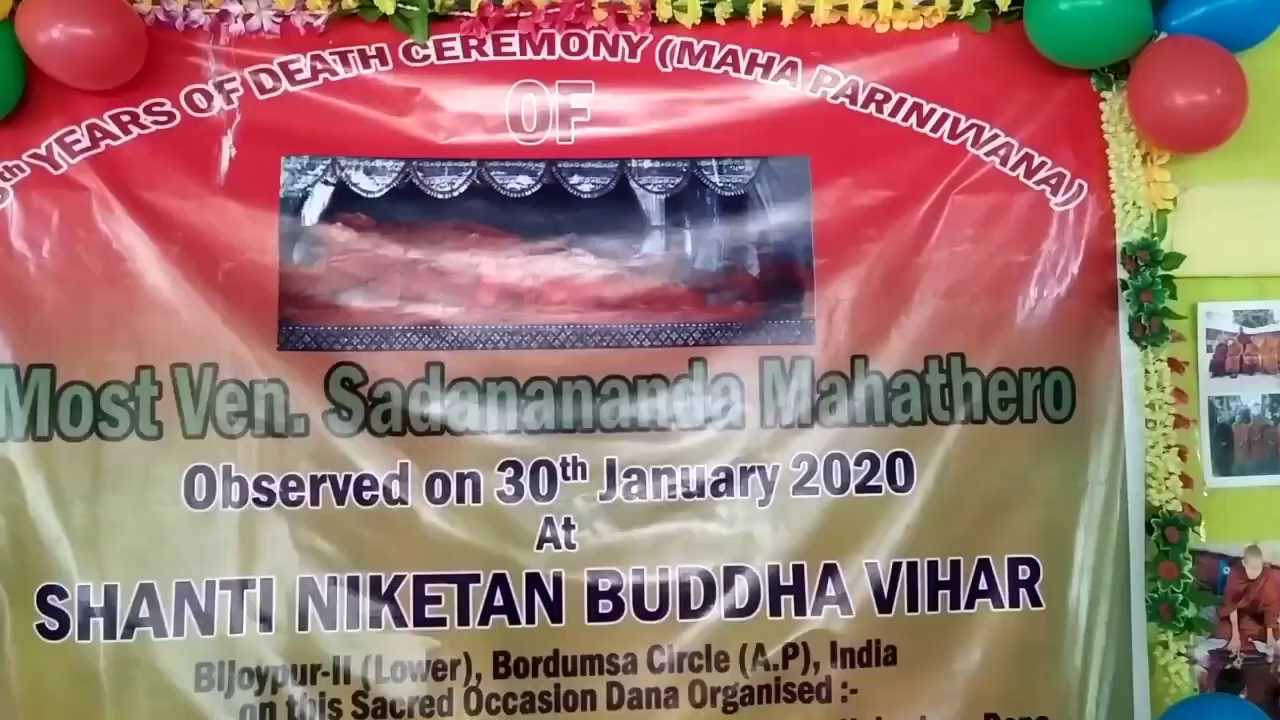 th YEARS OF DEATH CEREMONY (MAHA PARINIVVANA)
OF
Most Ven. Sadanananda Mahathero
Observed on 30th January 2020
At
SHANTI NIKETAN BUDDHA VIHAR
Bijoypur-II (Lower), Bordumsa Circle (A.P), India
on this Sacred Occasion Dana Organised :-